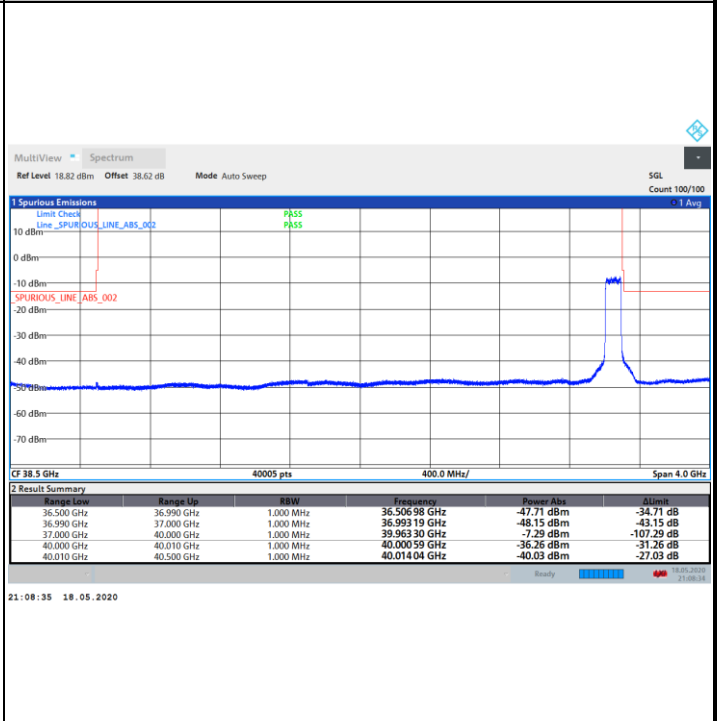 MultiView Spectrum
Ref Level 18.82 dBm Offset 38.62 dB Mode Auto Sweep SGL
Count 100/100
1 Spurious Emissions 1 Avg
Limit Check PASS
Line _SPURIOUS_LINE_ABS_002 PASS
10 dBm
0 dBm
-10 dBm
_SPURIOUS_LINE_ABS_002
-20 dBm
-30 dBm
-40 dBm
-50 dBm
-60 dBm
-70 dBm
CF 38.5 GHz 40005 pts 400.0 MHz/ Span 4.0 GHz
2 Result Summary
Range Low Range Up RBW Frequency Power Abs ΔLimit
36.500 GHz 36.990 GHz 1.000 MHz 36.506 98 GHz -47.71 dBm -34.71 dB
36.990 GHz 37.000 GHz 1.000 MHz 36.993 19 GHz -48.15 dBm -43.15 dB
37.000 GHz 40.000 GHz 1.000 MHz 39.963 30 GHz -7.29 dBm -107.29 dB
40.000 GHz 40.010 GHz 1.000 MHz 40.000 59 GHz -36.26 dBm -31.26 dB
40.010 GHz 40.500 GHz 1.000 MHz 40.014 04 GHz -40.03 dBm -27.03 dB
Ready 18.05.2020
21:08:34
21:08:35 18.05.2020